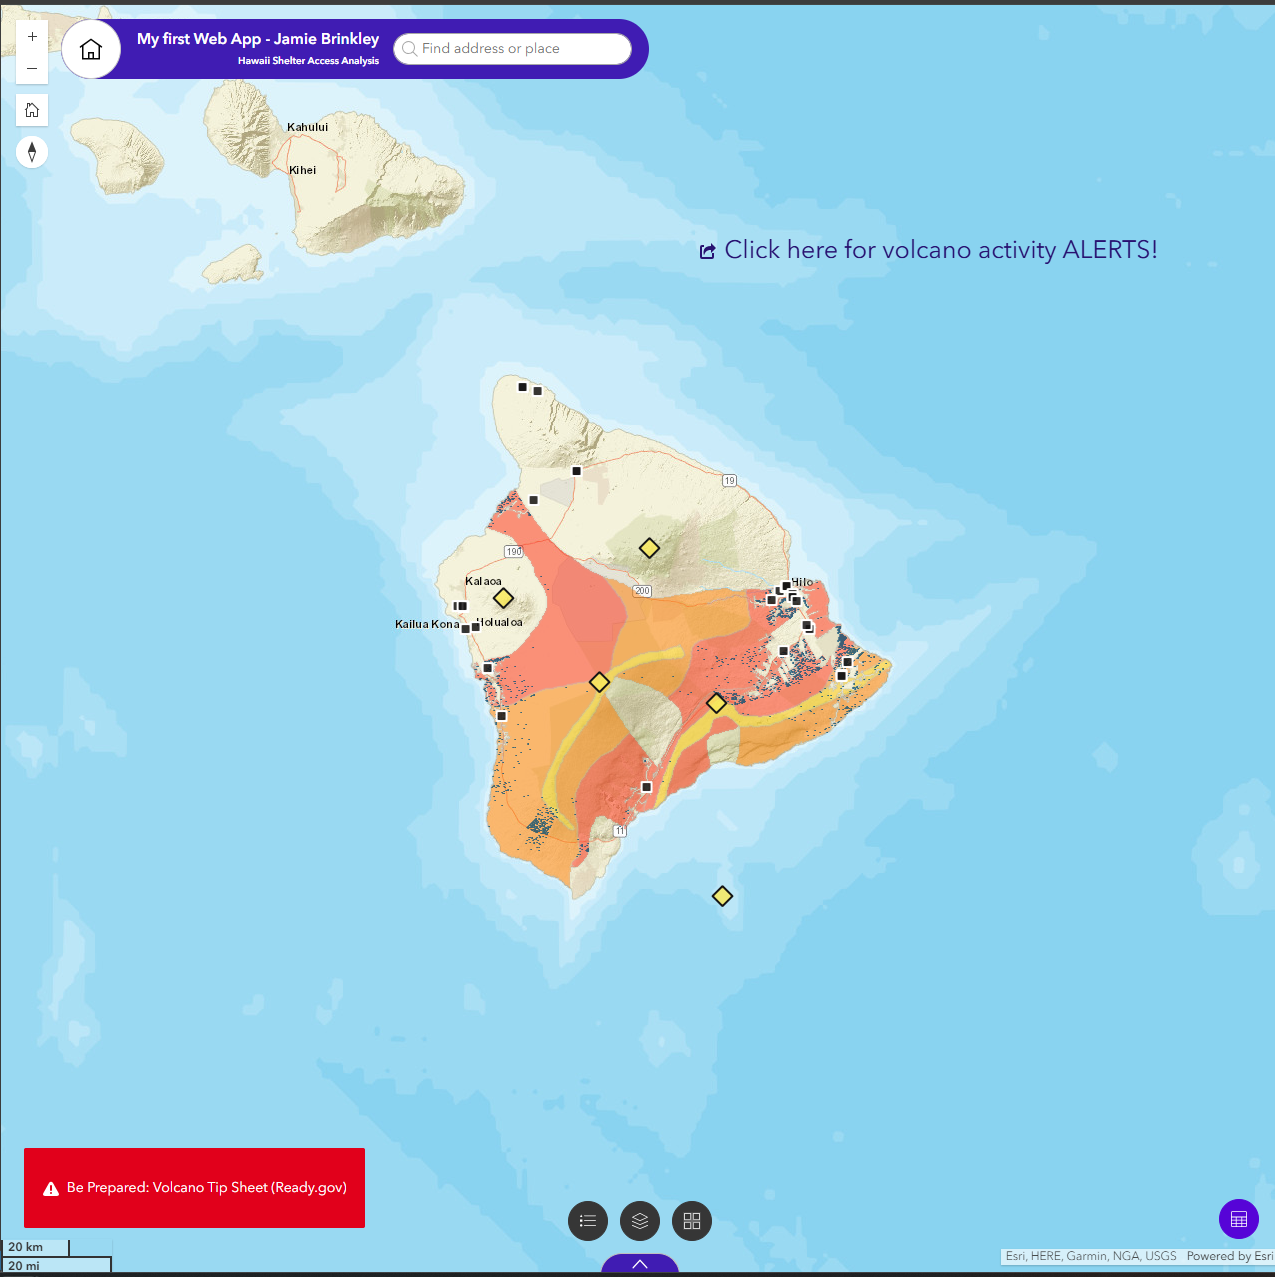 My first Web App - Jamie Brinkley
Hawaii Shelter Access Analysis
Find address or place
Kahului
Kihei
Click here for volcano activity ALERTS!
19
190
Kalaoa
200
Hilo
Kailua Kona
Holualoa
11
Be Prepared: Volcano Tip Sheet (Ready.gov)
20 km
20 mi
Esri, HERE, Garmin, NGA, USGS Powered by Esri